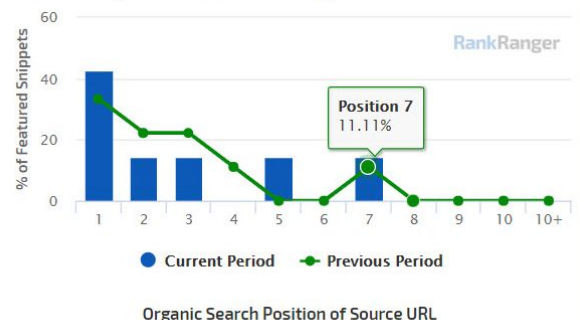 60
RankRanger
% of Featured Snippets
40
Position 7
11.11%
20
0
1 2 3 4 5 6 7 8 9 10 10+
Current Period Previous Period
Organic Search Position of Source URL